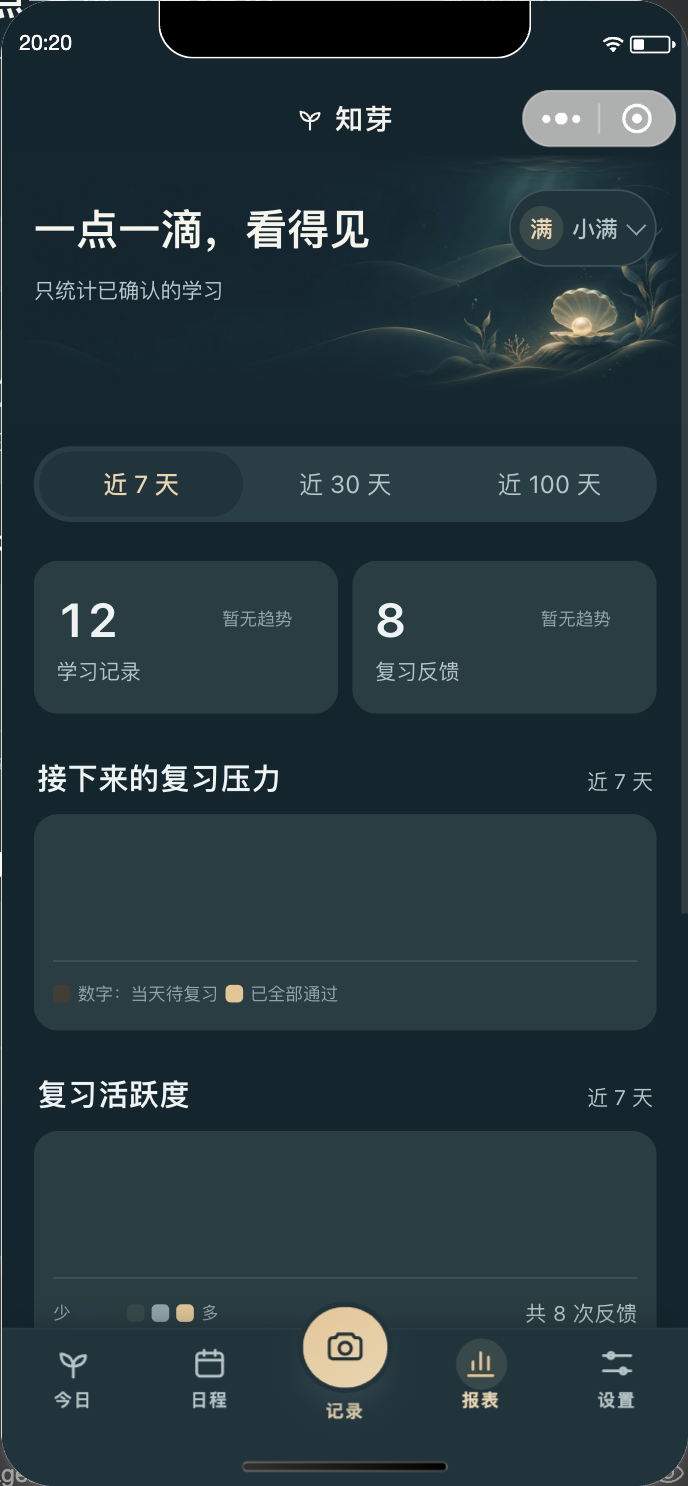 20:20
知芽
一点一滴，看得见
满 小满
只统计已确认的学习
近 7 天 近 30 天 近 100 天
12 暂无趋势
学习记录
8 暂无趋势
复习反馈
接下来的复习压力 近 7 天
数字：当天待复习 已全部通过
复习活跃度 近 7 天
少 多 共 8 次反馈
今日 日程 记录 报表 设置